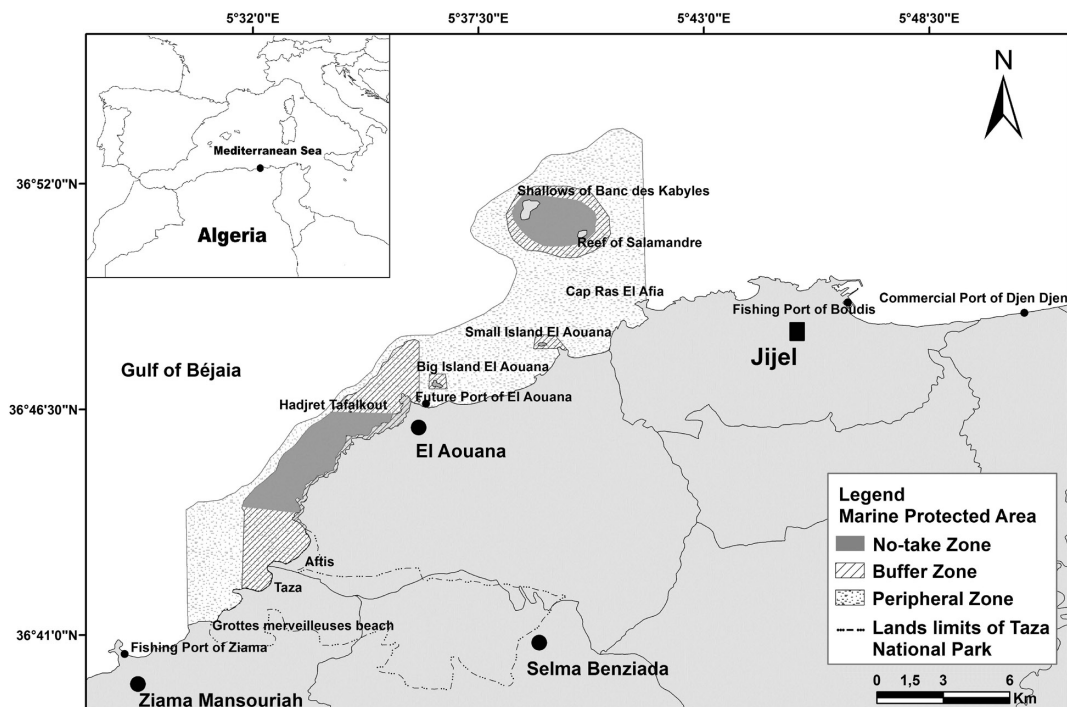 5°32'0"E
5°37'30"E
5°43'0"E
5°48'30"E
N
Mediterranean Sea
Algeria
36°52'0"N
Shallows of Banc des Kabyles
Reef of Salamandre
Cap Ras El Afia
Commercial Port of Djen Djen
Fishing Port of Boudis
Small Island El Aouana
Jijel
Gulf of Béjaia
Big Island El Aouana
Hadjret Tafalkout
Future Port of El Aouana
36°46'30"N
El Aouana
Legend
Marine Protected Area
No-take Zone
Buffer Zone
Peripheral Zone
Lands limits of Taza
National Park
Aftis
Taza
Grottes merveilleuses beach
36°41'0"N
Fishing Port of Ziama
Selma Benziada
Ziama Mansouriah
0 1,5 3 6
Km